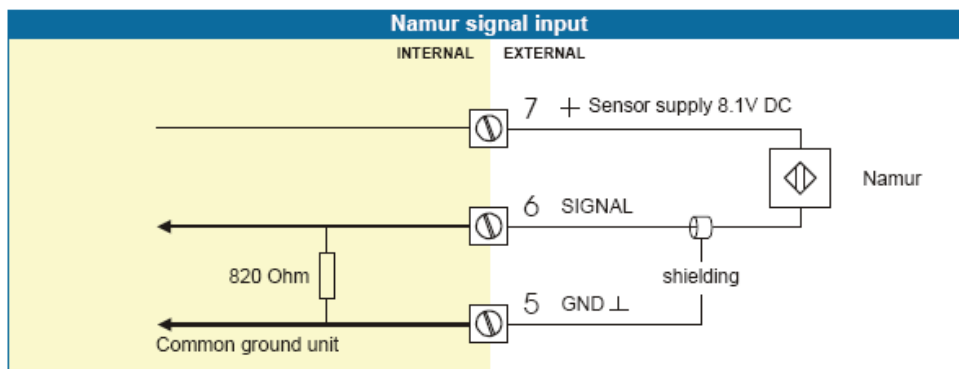 Namur signal input
INTERNAL EXTERNAL
7 + Sensor supply 8.1V DC
Namur
6 SIGNAL
820 Ohm
shielding
5 GND ⊥
Common ground unit